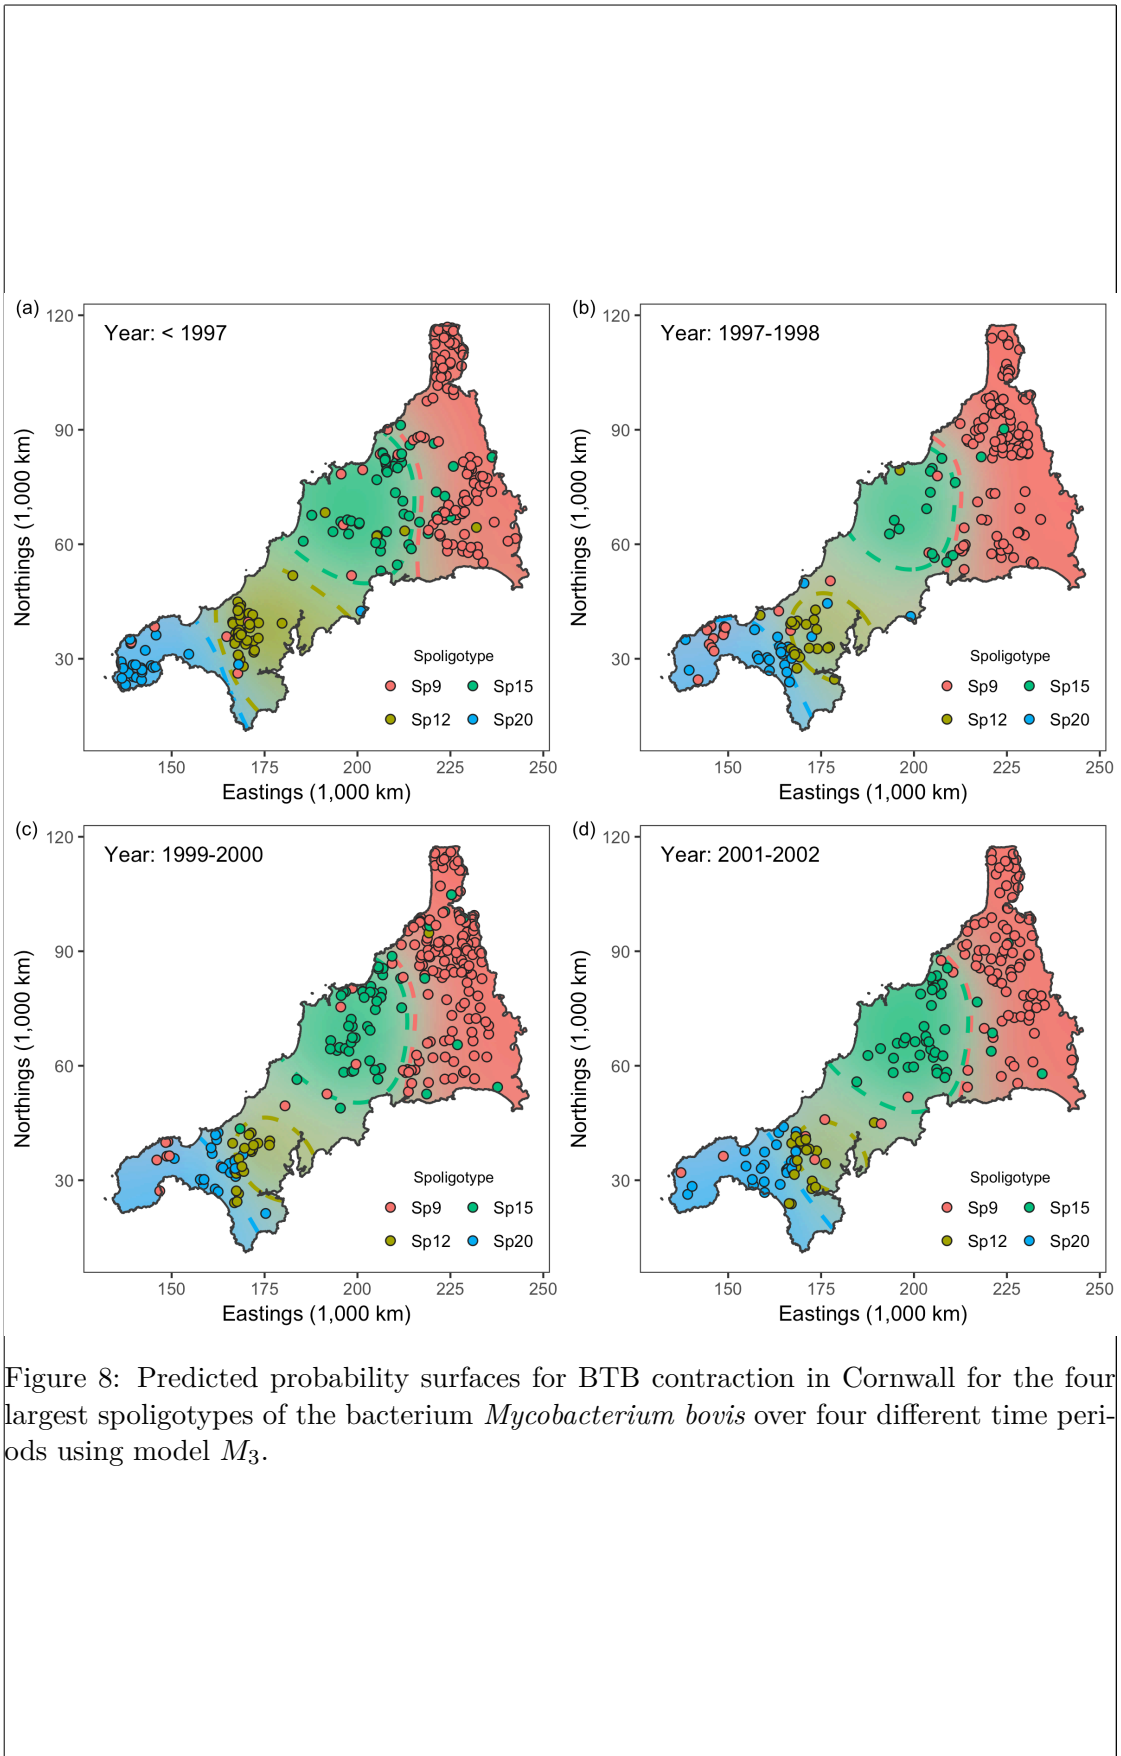 (a)
Year: < 1997
120
90
60
30
Northings (1,000 km)
Spoligotype
Sp9
Sp15
Sp12
Sp20
150
175
200
225
250
Eastings (1,000 km)
(b)
Year: 1997-1998
120
90
60
30
Northings (1,000 km)
Spoligotype
Sp9
Sp15
Sp12
Sp20
150
175
200
225
250
Eastings (1,000 km)
(c)
Year: 1999-2000
120
90
60
30
Northings (1,000 km)
Spoligotype
Sp9
Sp15
Sp12
Sp20
150
175
200
225
250
Eastings (1,000 km)
(d)
Year: 2001-2002
120
90
60
30
Northings (1,000 km)
Spoligotype
Sp9
Sp15
Sp12
Sp20
150
175
200
225
250
Eastings (1,000 km)
Figure 8: Predicted probability surfaces for BTB contraction in Cornwall for the four
largest spoligotypes of the bacterium Mycobacterium bovis over four different time peri-
ods using model M3.